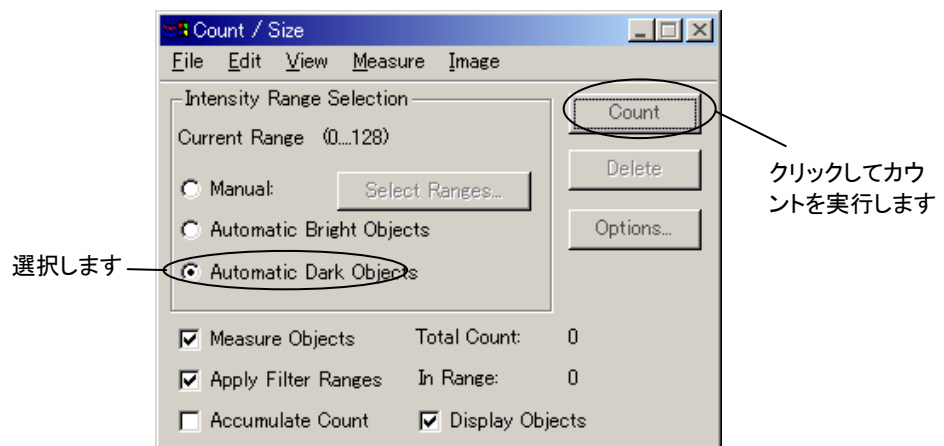 Count / Size
File Edit View Measure Image
Intensity Range Selection
Current Range (0....128)
Manual:
Select Ranges...
Automatic Bright Objects
Automatic Dark Objects
Count
Delete
Options...
選択します
クリックしてカウ
ントを実行します
Measure Objects Total Count: 0
Apply Filter Ranges In Range: 0
Accumulate Count Display Objects